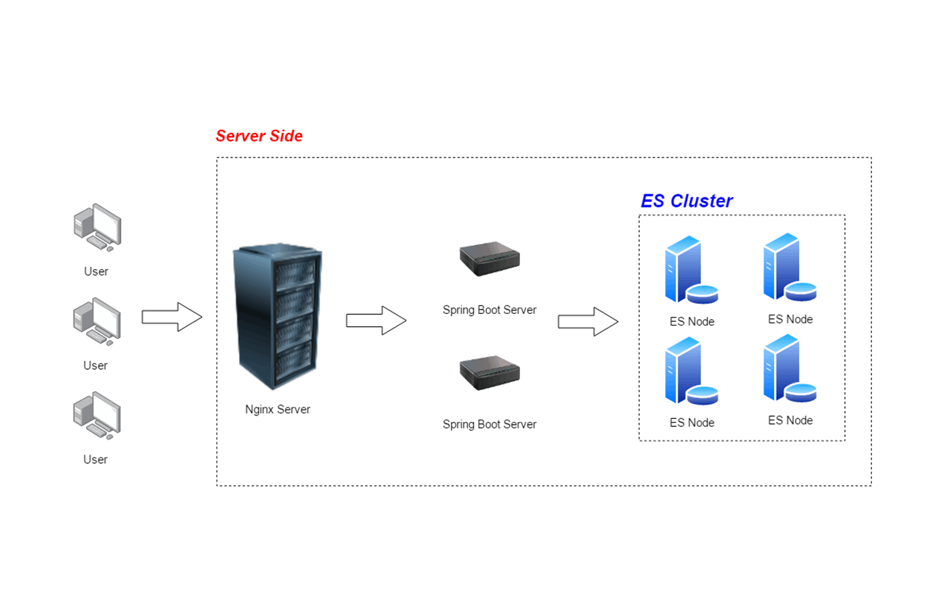 Server Side
ES Cluster
User
User
User
Nginx Server
Spring Boot Server
Spring Boot Server
ES Node
ES Node
ES Node
ES Node